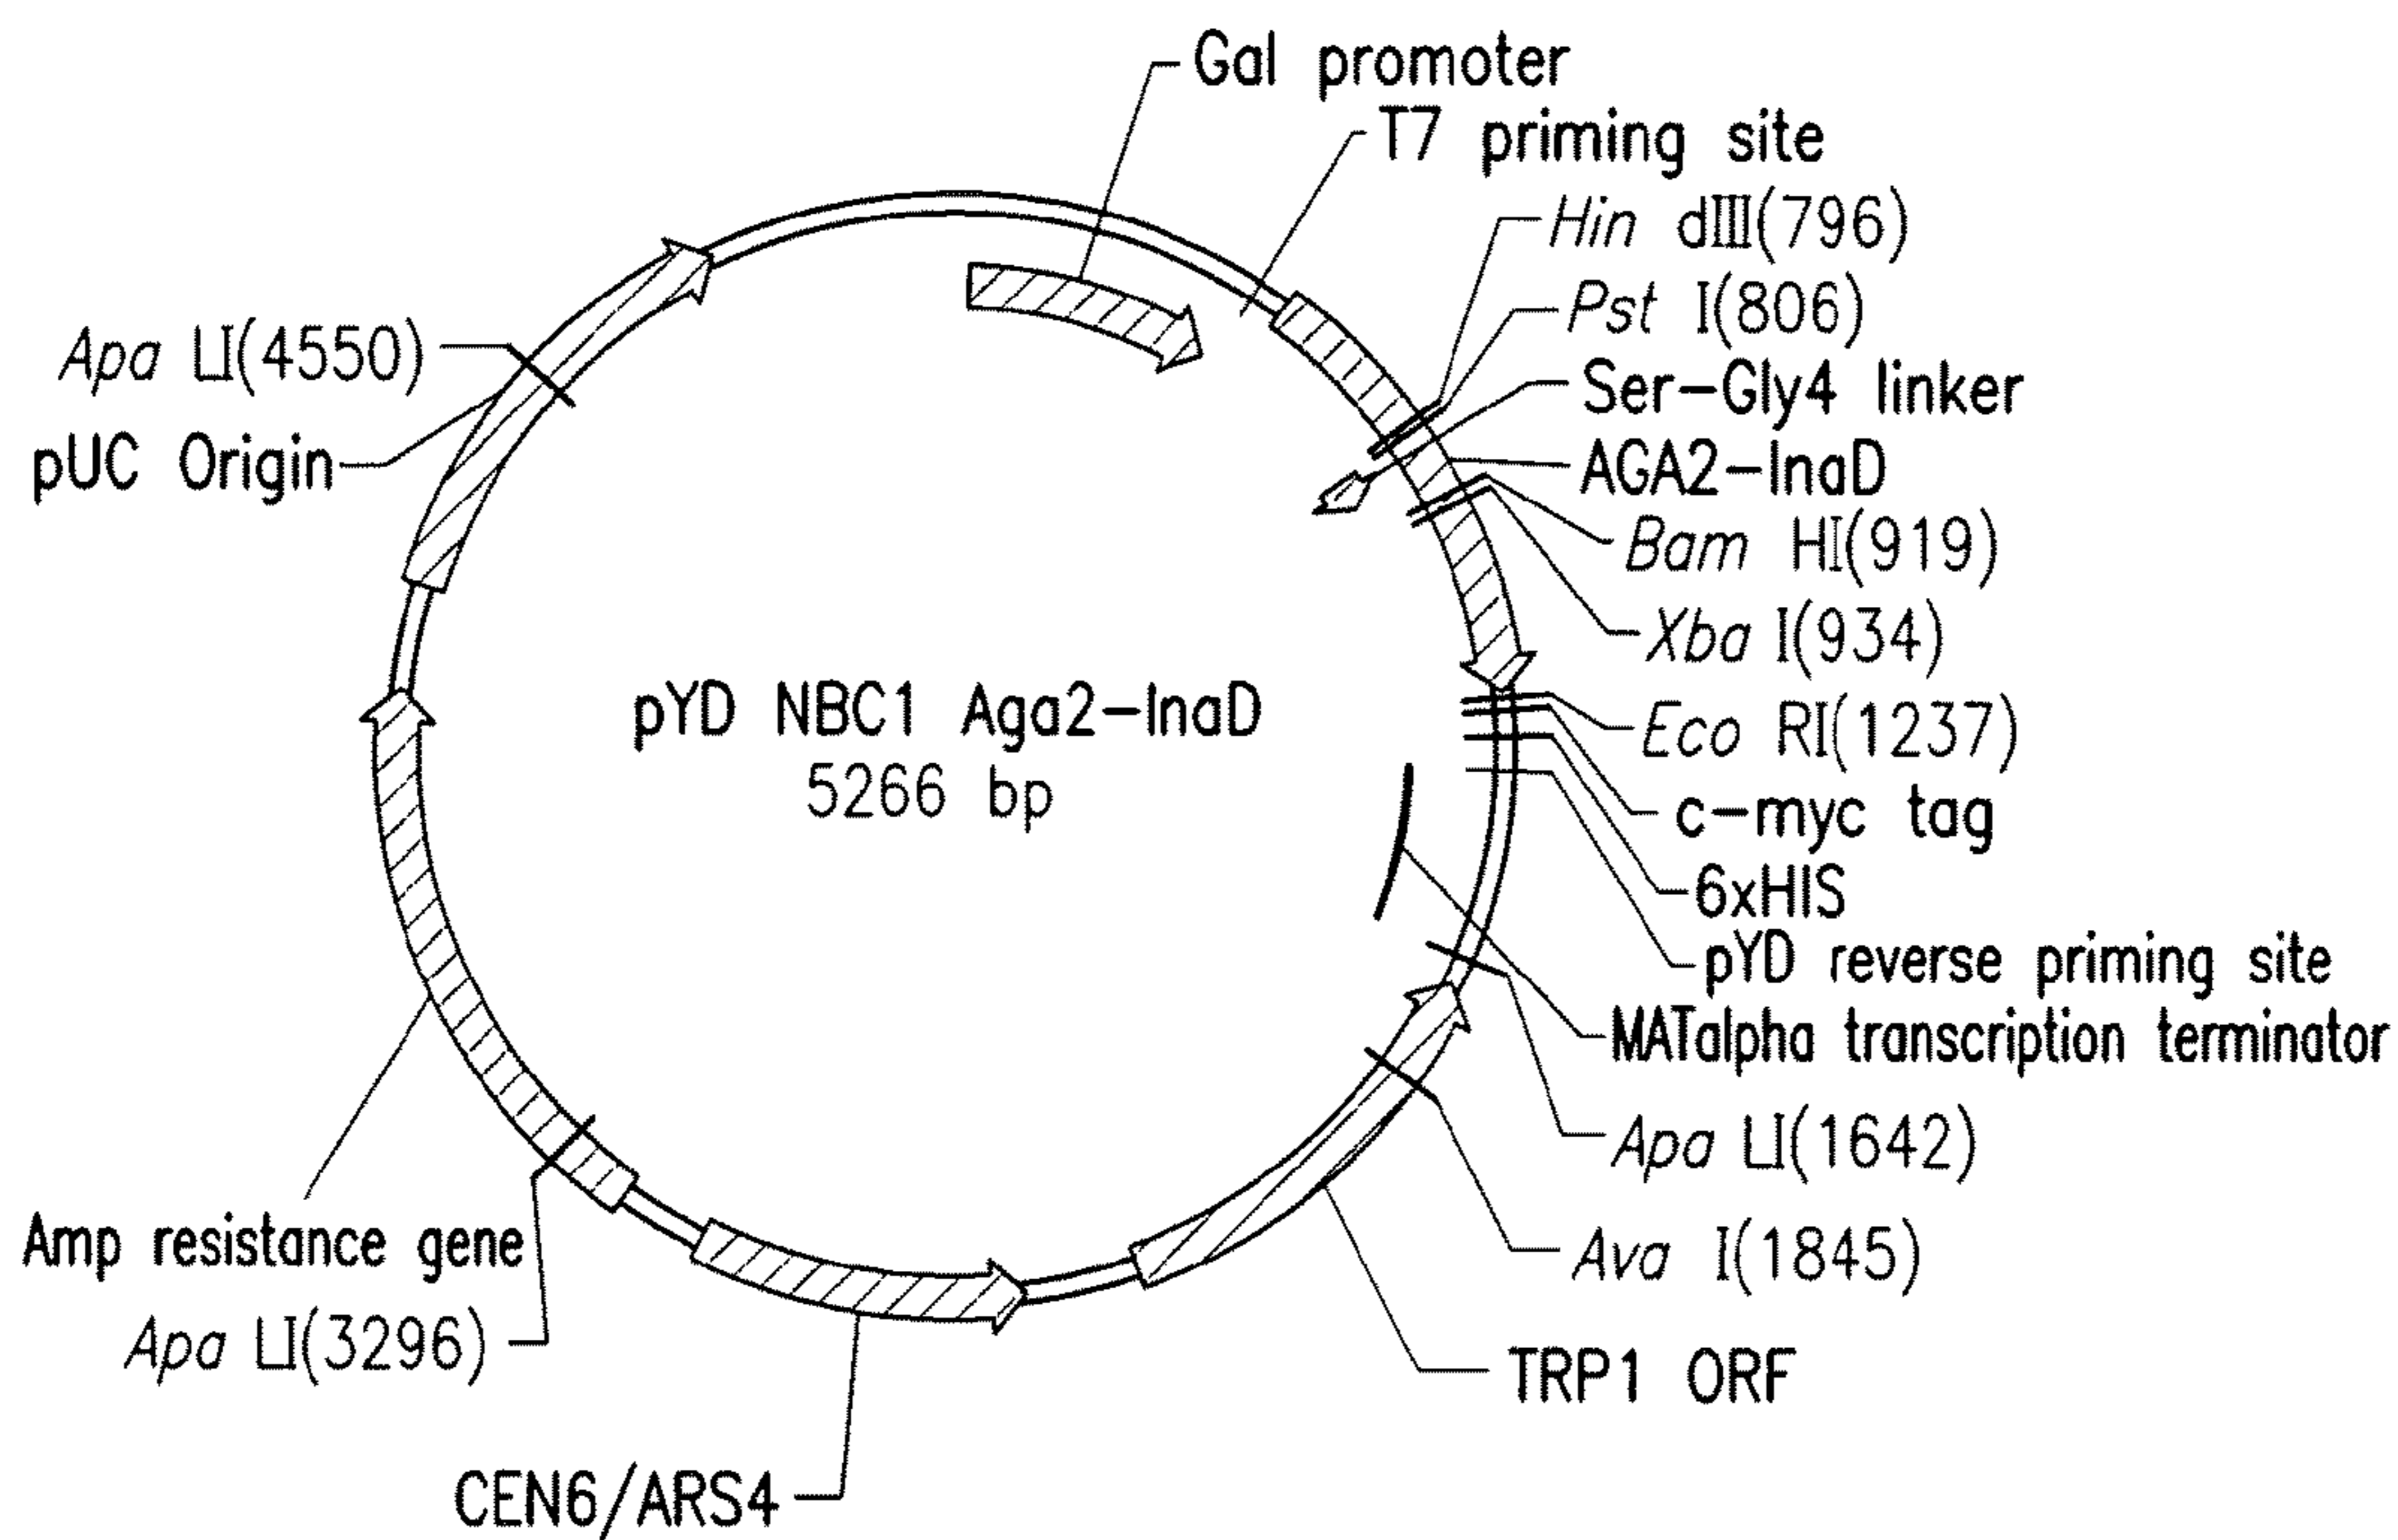 Gal promoter
T7 priming site
Hin dIII(796)
Pst I(806)
Ser-Gly4 linker
AGA2-InaD
Bam HI(919)
Xba I(934)
Eco RI(1237)
c-myc tag
6xHIS
pYD reverse priming site
MATalpha transcription terminator
Apa LI(1642)
Ava I(1845)
TRP1 ORF
CEN6/ARS4
Apa LI(3296)
Amp resistance gene
pUC Origin
Apa LI(4550)
pYD NBC1 Aga2-InaD
5266 bp